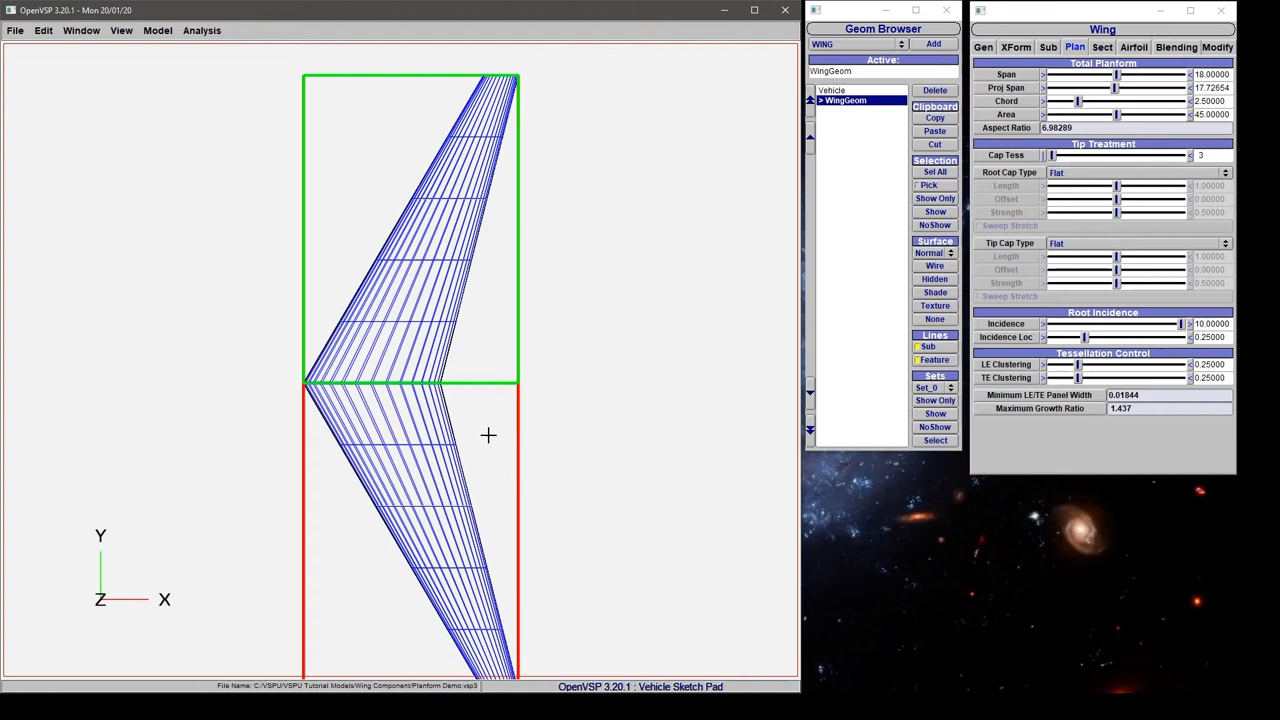 OpenVSP 3.20.1 - Mon 20/01/20
File Edit Window View Model Analysis
Y
Z X
File Name: C:/VSPU/VSPU Tutorial Models/Wing Component/Planform Demo.vsp3
OpenVSP 3.20.1 : Vehicle Sketch Pad
Geom Browser
WING Add
Active:
WingGeom
Vehicle
> WingGeom
Delete
Clipboard
Copy
Paste
Cut
Selection
Sel All
Pick
Show Only
Show
NoShow
Surface
Normal
Wire
Hidden
Shade
Texture
None
Lines
Sub
Feature
Sets
Set_0
Show Only
Show
NoShow
Select
Wing
Gen XForm Sub Plan Sect Airfoil Blending Modify
Total Planform
Span > < 18.00000
Proj Span > < 17.72654
Chord > < 2.50000
Area > < 45.00000
Aspect Ratio 6.98289
Tip Treatment
Cap Tess | < 3
Root Cap Type Flat
Length > < 1.00000
Offset > < 0.00000
Strength > < 0.50000
Sweep Stretch
Tip Cap Type Flat
Length > < 1.00000
Offset > < 0.00000
Strength > < 0.50000
Sweep Stretch
Root Incidence
Incidence > > 10.00000
Incidence Loc > < 0.25000
Tessellation Control
LE Clustering > < 0.25000
TE Clustering > < 0.25000
Minimum LE/TE Panel Width 0.01844
Maximum Growth Ratio 1.437